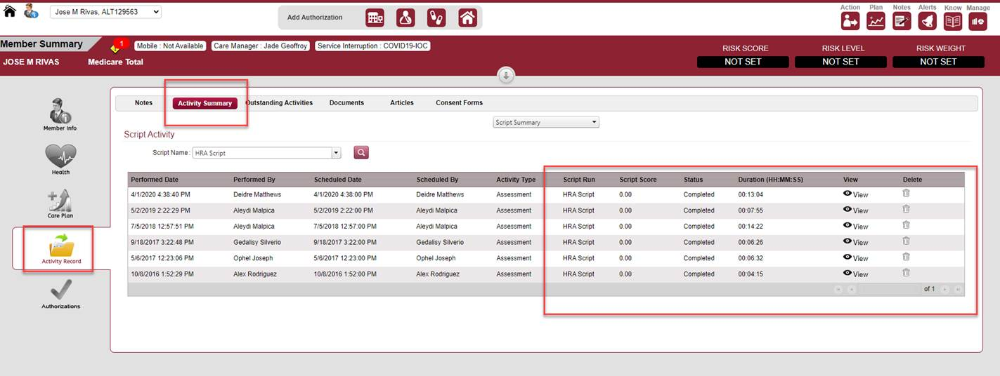 Jose M Rivas, ALT129563
Add Authorization
Action Plan Notes Alerts Know Manage
Member Summary
1
Mobile : Not Available Care Manager : Jade Geoffroy Service Interruption : COVID19-IOC
RISK SCORE RISK LEVEL RISK WEIGHT
JOSE M RIVAS Medicare Total
NOT SET NOT SET NOT SET
Notes Activity Summary Outstanding Activities Documents Articles Consent Forms
Script Summary
Member Info
Script Activity
Script Name : HRA Script
Health
Performed Date Performed By Scheduled Date Scheduled By Activity Type Script Run Script Score Status Duration (HH:MM:SS) View Delete
4/1/2020 4:38:40 PM Deidre Matthews 4/1/2020 4:38:00 PM Deidre Matthews Assessment HRA Script 0.00 Completed 00:13:04 View
5/2/2019 2:22:29 PM Aleydi Malpica 5/2/2019 2:22:00 PM Aleydi Malpica Assessment HRA Script 0.00 Completed 00:07:55 View
Care Plan
7/5/2018 12:57:51 PM Aleydi Malpica 7/5/2018 12:57:00 PM Aleydi Malpica Assessment HRA Script 0.00 Completed 00:14:22 View
9/18/2017 3:22:48 PM Gedalisy Silverio 9/18/2017 3:22:00 PM Gedalisy Silverio Assessment HRA Script 0.00 Completed 00:06:26 View
5/6/2017 12:23:06 PM Ophel Joseph 5/6/2017 12:23:00 PM Ophel Joseph Assessment HRA Script 0.00 Completed 00:06:32 View
Activity Record
10/8/2016 1:52:29 PM Alex Rodriguez 10/8/2016 1:52:00 PM Alex Rodriguez Assessment HRA Script 0.00 Completed 00:04:15 View
of 1
Authorizations